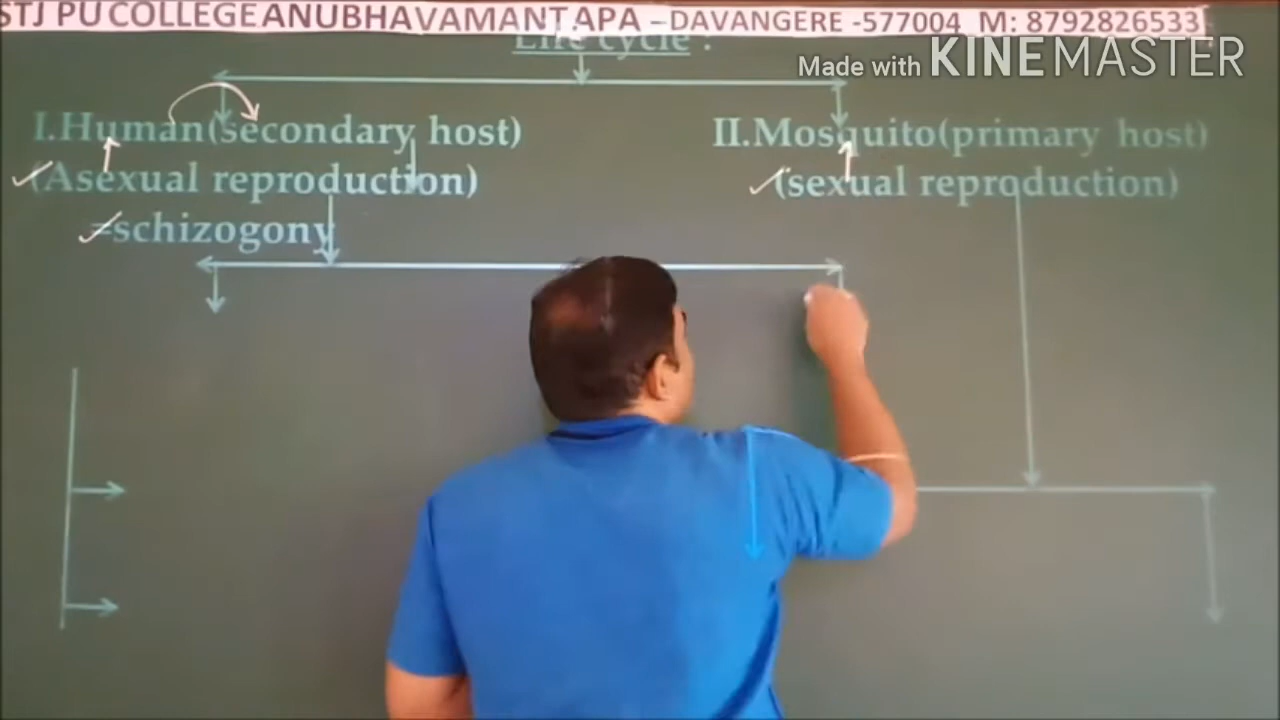 STJ PU COLLEGE ANUBHAVAMANTAPA – DAVANGERE -577004 M: 8792826533
Life cycle :
Made with KINEMASTER
I.Human(secondary host)
II.Mosquito(primary host)
(Asexual reproduction)
(sexual reproduction)
=schizogony